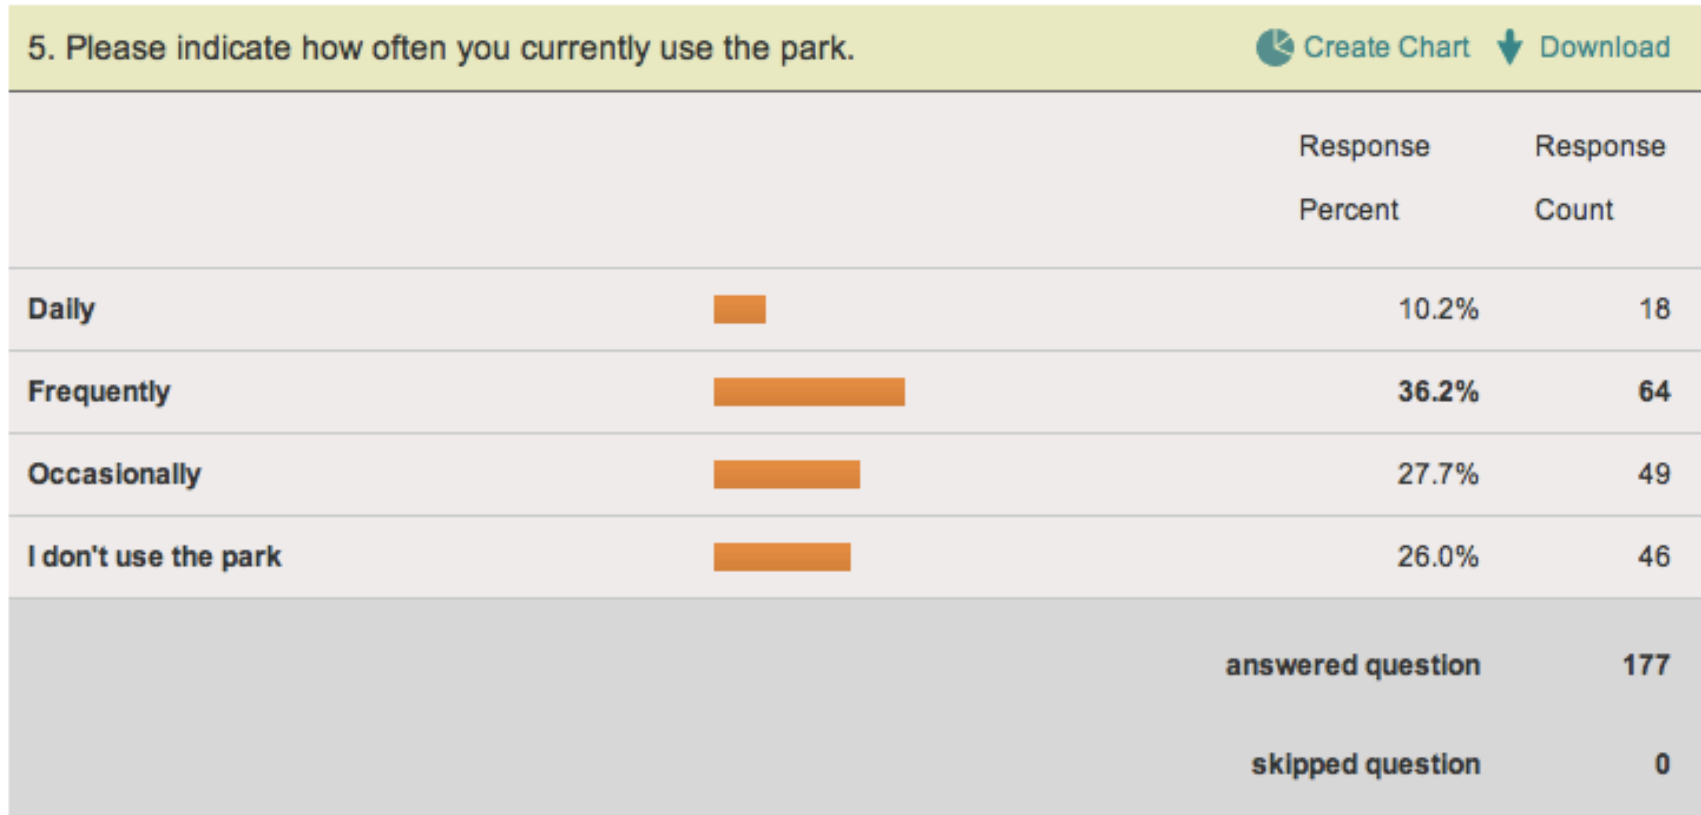 5. Please indicate how often you currently use the park. Create Chart Download
Response Response
Percent Count
Daily 10.2% 18
Frequently 36.2% 64
Occasionally 27.7% 49
I don't use the park 26.0% 46
answered question 177
skipped question 0